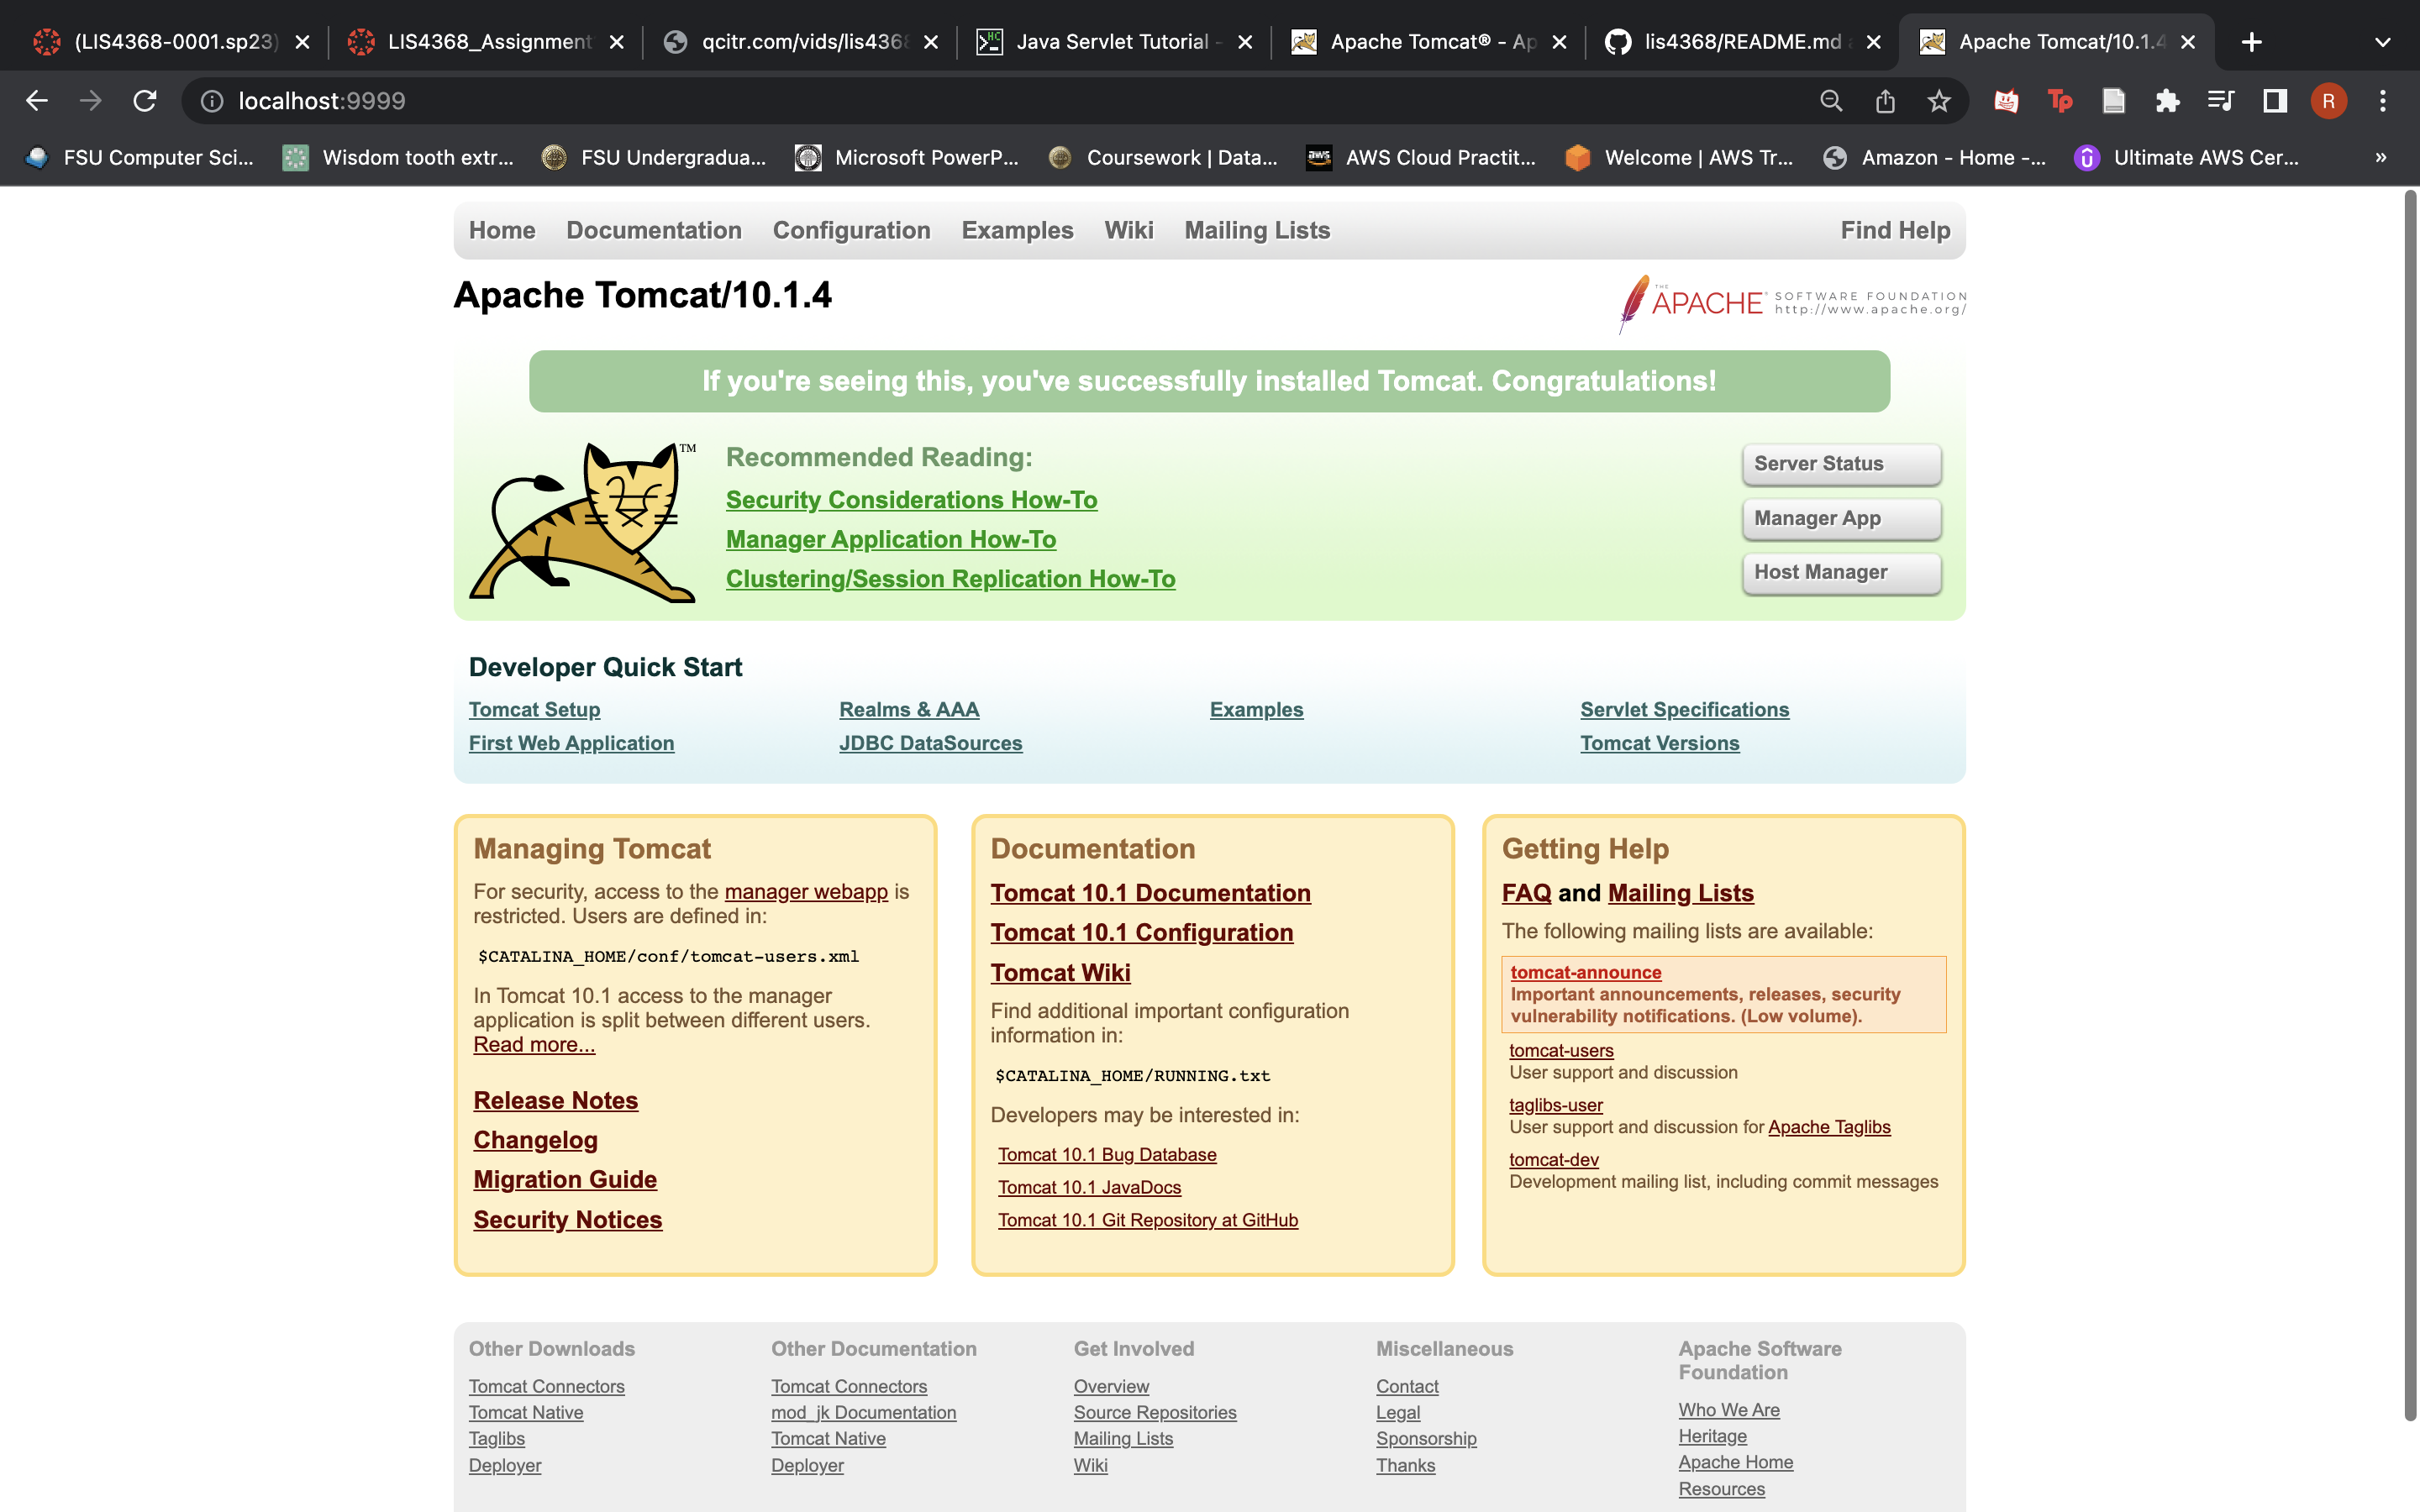 (LIS4368-0001.sp23)
LIS4368_Assignment
qcitr.com/vids/lis4368
Java Servlet Tutorial -
Apache Tomcat® - Ap
lis4368/README.md
Apache Tomcat/10.1.4
localhost:9999
Tp
R
FSU Computer Sci...
Wisdom tooth extr...
FSU Undergradua...
Microsoft PowerP...
Coursework | Data...
aws
AWS Cloud Practit...
Welcome | AWS Tr...
Amazon - Home -...
Ultimate AWS Cer...
»
Home Documentation Configuration Examples Wiki Mailing Lists Find Help
Apache Tomcat/10.1.4
THE
APACHE®
SOFTWARE FOUNDATION
http://www.apache.org/
If you're seeing this, you've successfully installed Tomcat. Congratulations!
TM
Recommended Reading:
Security Considerations How-To
Manager Application How-To
Clustering/Session Replication How-To
Server Status
Manager App
Host Manager
Developer Quick Start
Tomcat Setup
First Web Application
Realms & AAA
JDBC DataSources
Examples
Servlet Specifications
Tomcat Versions
Managing Tomcat
For security, access to the manager webapp is
restricted. Users are defined in:
$CATALINA_HOME/conf/tomcat-users.xml
In Tomcat 10.1 access to the manager
application is split between different users.
Read more...
Release Notes
Changelog
Migration Guide
Security Notices
Documentation
Tomcat 10.1 Documentation
Tomcat 10.1 Configuration
Tomcat Wiki
Find additional important configuration
information in:
$CATALINA_HOME/RUNNING.txt
Developers may be interested in:
Tomcat 10.1 Bug Database
Tomcat 10.1 JavaDocs
Tomcat 10.1 Git Repository at GitHub
Getting Help
FAQ and Mailing Lists
The following mailing lists are available:
tomcat-announce
Important announcements, releases, security
vulnerability notifications. (Low volume).
tomcat-users
User support and discussion
taglibs-user
User support and discussion for Apache Taglibs
tomcat-dev
Development mailing list, including commit messages
Other Downloads
Tomcat Connectors
Tomcat Native
Taglibs
Deployer
Other Documentation
Tomcat Connectors
mod_jk Documentation
Tomcat Native
Deployer
Get Involved
Overview
Source Repositories
Mailing Lists
Wiki
Miscellaneous
Contact
Legal
Sponsorship
Thanks
Apache Software
Foundation
Who We Are
Heritage
Apache Home
Resources